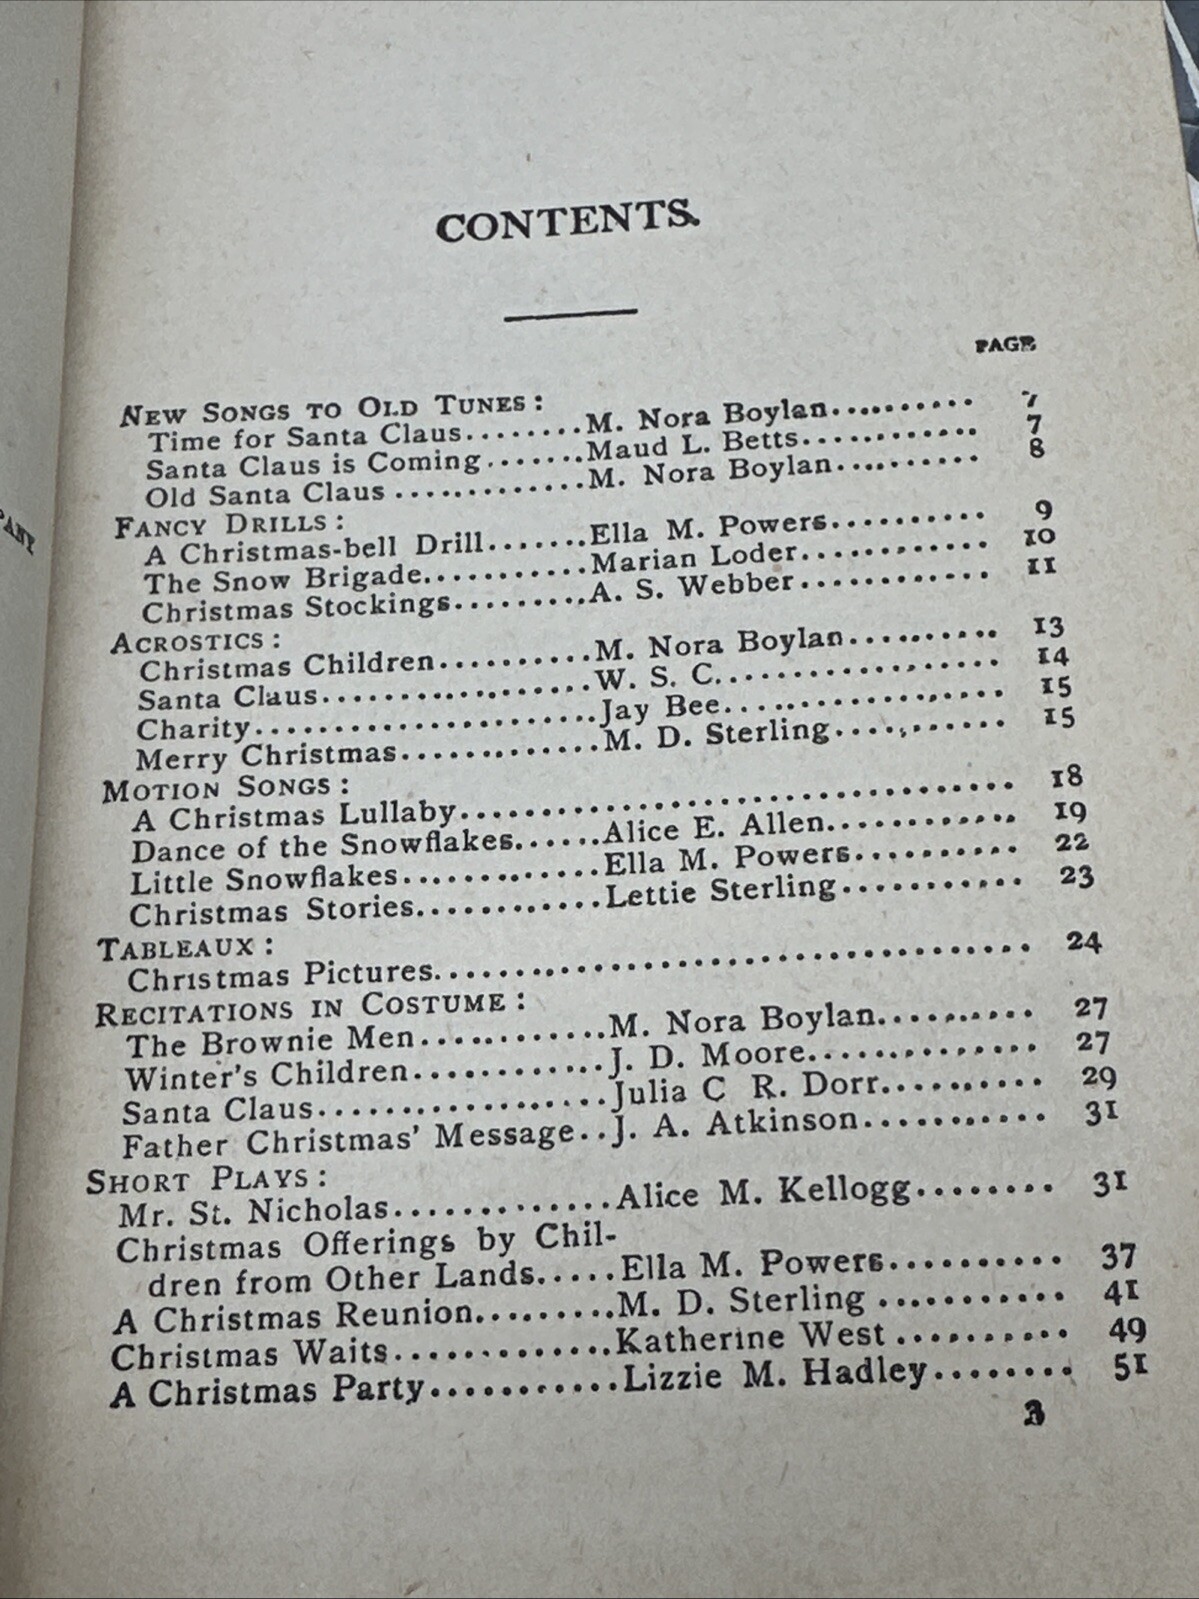 PANY
CONTENTS.
PAGE
NEW SONGS TO OLD TUNES:
Time for Santa Claus........M. Nora Boylan.......... 7
Santa Claus is Coming.......Maud L. Betts............ 7
Old Santa Claus.............M. Nora Boylan.......... 8
FANCY DRILLS:
A Christmas-bell Drill.......Ella M. Powers.......... 9
The Snow Brigade...........Marian Loder............ 10
Christmas Stockings.........A. S. Webber............ 11
ACROSTICS:
Christmas Children..........M. Nora Boylan.......... 13
Santa Claus.................W. S. C................. 14
Charity......................Jay Bee................. 15
Merry Christmas.............M. D. Sterling........... 15
MOTION SONGS:
A Christmas Lullaby.................................. 18
Dance of the Snowflakes......Alice E. Allen............ 19
Little Snowflakes............Ella M. Powers.......... 22
Christmas Stories............Lettie Sterling........... 23
TABLEAUX:
Christmas Pictures.................................... 24
RECITATIONS IN COSTUME:
The Brownie Men............M. Nora Boylan.......... 27
Winter's Children............J. D. Moore.............. 27
Santa Claus..................Julia C R. Dorr.......... 29
Father Christmas' Message..J. A. Atkinson........... 31
SHORT PLAYS:
Mr. St. Nicholas.............Alice M. Kellogg........ 31
Christmas Offerings by Chil-
dren from Other Lands.....Ella M. Powers.......... 37
A Christmas Reunion.........M. D. Sterling........... 41
Christmas Waits.............Katherine West.......... 49
A Christmas Party............Lizzie M. Hadley........ 51
3